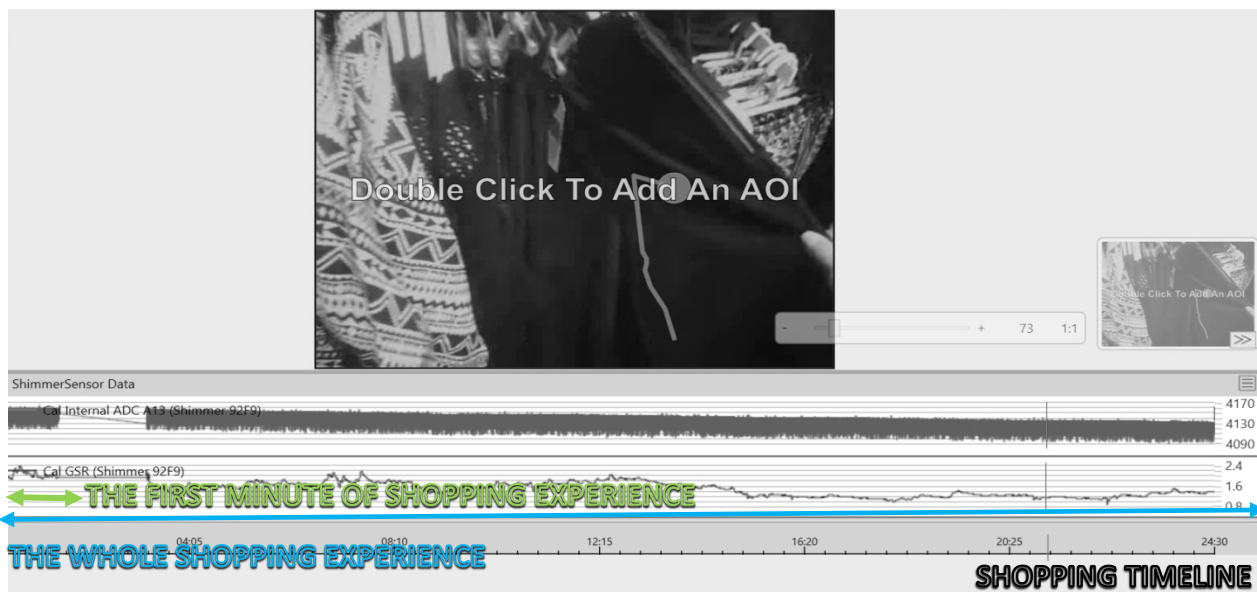 Double Click To Add An AOI
Double Click To Add An AOI
- + 73 1:1
ShimmerSensor Data
Cal Internal ADC A13 (Shimmer 92F9)
4170
4130
4090
Cal GSR (Shimmer 92F9)
2.4
1.6
0.8
THE FIRST MINUTE OF SHOPPING EXPERIENCE
04:05 08:10 12:15 16:20 20:25 24:30
THE WHOLE SHOPPING EXPERIENCE
SHOPPING TIMELINE